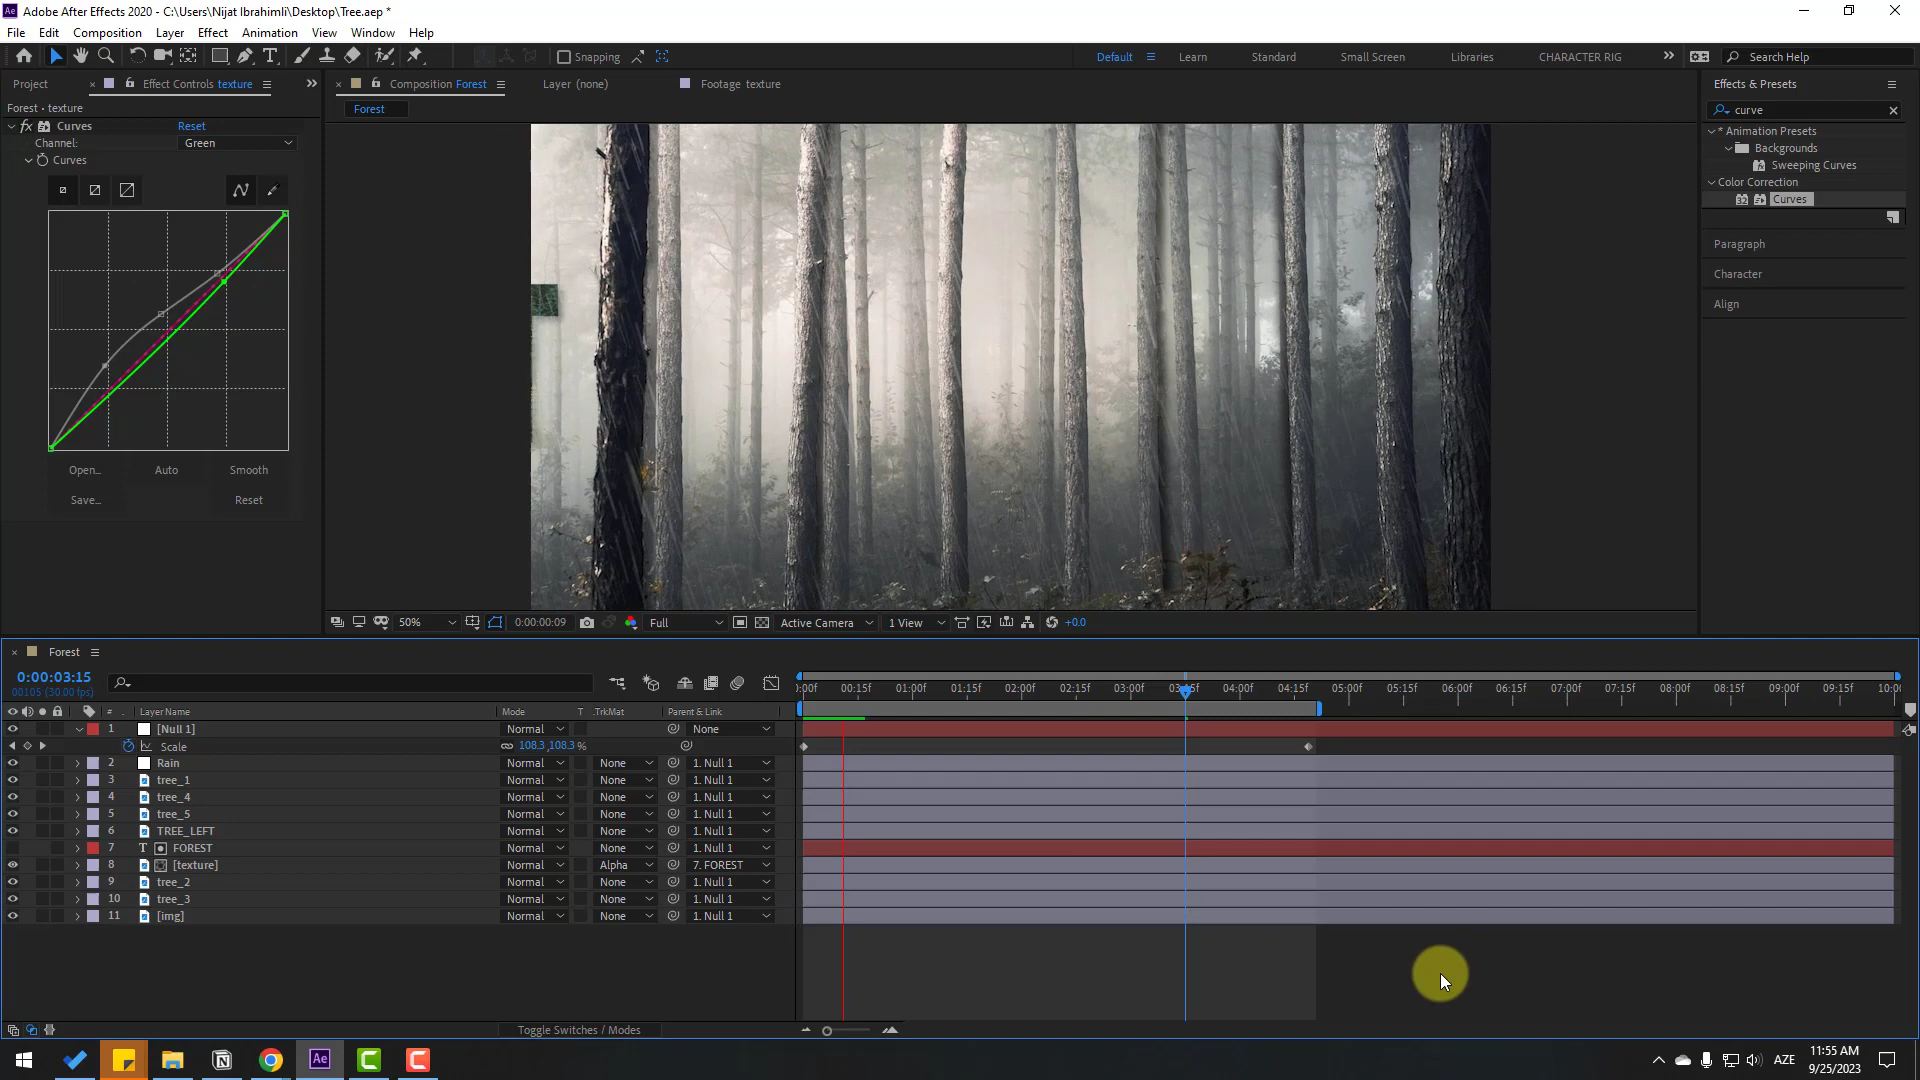 Adobe After Effects 2020 - C:\Users\Nijat Ibrahimli\Desktop\Tree.aep *
File Edit Composition Layer Effect Animation View Window Help
Snapping Default Learn Standard Small Screen Libraries CHARACTER RIG Search Help
Project Effect Controls texture
Forest • texture
fx Curves Reset
Channel: Green
Curves
Open... Auto Smooth
Save... Reset
Composition Forest Layer (none) Footage texture
Forest
50% 0:00:00:09 Full Active Camera 1 View +0.0
Effects & Presets
curve
* Animation Presets
Backgrounds
Sweeping Curves
Color Correction
32 Curves
Paragraph
Character
Align
Forest
0:00:03:15
00105 (30.00 fps)
# Layer Name Mode T .TrkMat Parent & Link
00f 00:15f 01:00f 01:15f 02:00f 02:15f 03:00f 04:00f 04:15f 05:00f 05:15f 06:00f 06:15f 07:00f 07:15f 08:00f 08:15f 09:00f 09:15f 10:0
1 [Null 1] Normal None
Scale 108.3,108.3%
2 Rain Normal None 1. Null 1
3 tree_1 Normal None 1. Null 1
4 tree_4 Normal None 1. Null 1
5 tree_5 Normal None 1. Null 1
6 TREE_LEFT Normal None 1. Null 1
7 T FOREST Normal None 1. Null 1
8 [texture] Normal Alpha 7. FOREST
9 tree_2 Normal None 1. Null 1
10 tree_3 Normal None 1. Null 1
11 [img] Normal None 1. Null 1
Toggle Switches / Modes
Ae
AZE
11:55 AM
9/25/2023